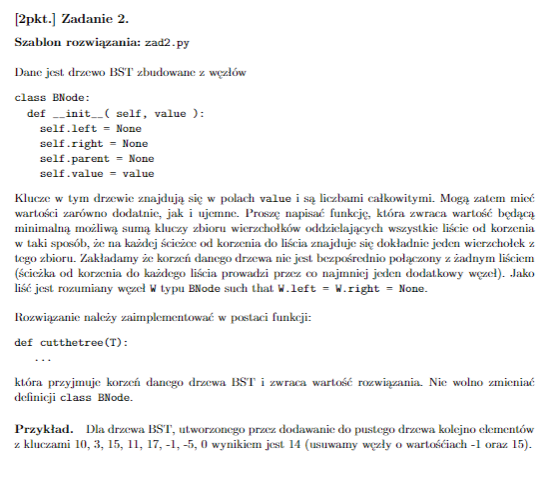 [2pkt.] Zadanie 2.
Szablon rozwiązania: zad2.py
Dane jest drzewo BST zbudowane z węzłów
class BNode:
def __init__( self, value ):
self.left = None
self.right = None
self.parent = None
self.value = value
Klucze w tym drzewie znajdują się w polach value i są liczbami całkowitymi. Mogą zatem mieć
wartości zarówno dodatnie, jak i ujemne. Proszę napisać funkcję, która zwraca wartość będącą
minimalną możliwą sumą kluczy zbioru wierzchołków oddzielających wszystkie liście od korzenia
w taki sposób, że na każdej ścieżce od korzenia do liścia znajduje się dokładnie jeden wierzchołek z
tego zbioru. Zakładamy że korzeń danego drzewa nie jest bezpośrednio połączony z żadnym liściem
(ścieżka od korzenia do każdego liścia prowadzi przez co najmniej jeden dodatkowy węzeł). Jako
liść jest rozumiany węzeł W typu BNode such that W.left = W.right = None.
Rozwiązanie należy zaimplementować w postaci funkcji:
def cutthetree(T):
...
która przyjmuje korzeń danego drzewa BST i zwraca wartość rozwiązania. Nie wolno zmieniać
definicji class BNode.
Przykład. Dla drzewa BST, utworzonego przez dodawanie do pustego drzewa kolejno elementów
z kluczami 10, 3, 15, 11, 17, -1, -5, 0 wynikiem jest 14 (usuwamy węzły o wartośćiach -1 oraz 15).